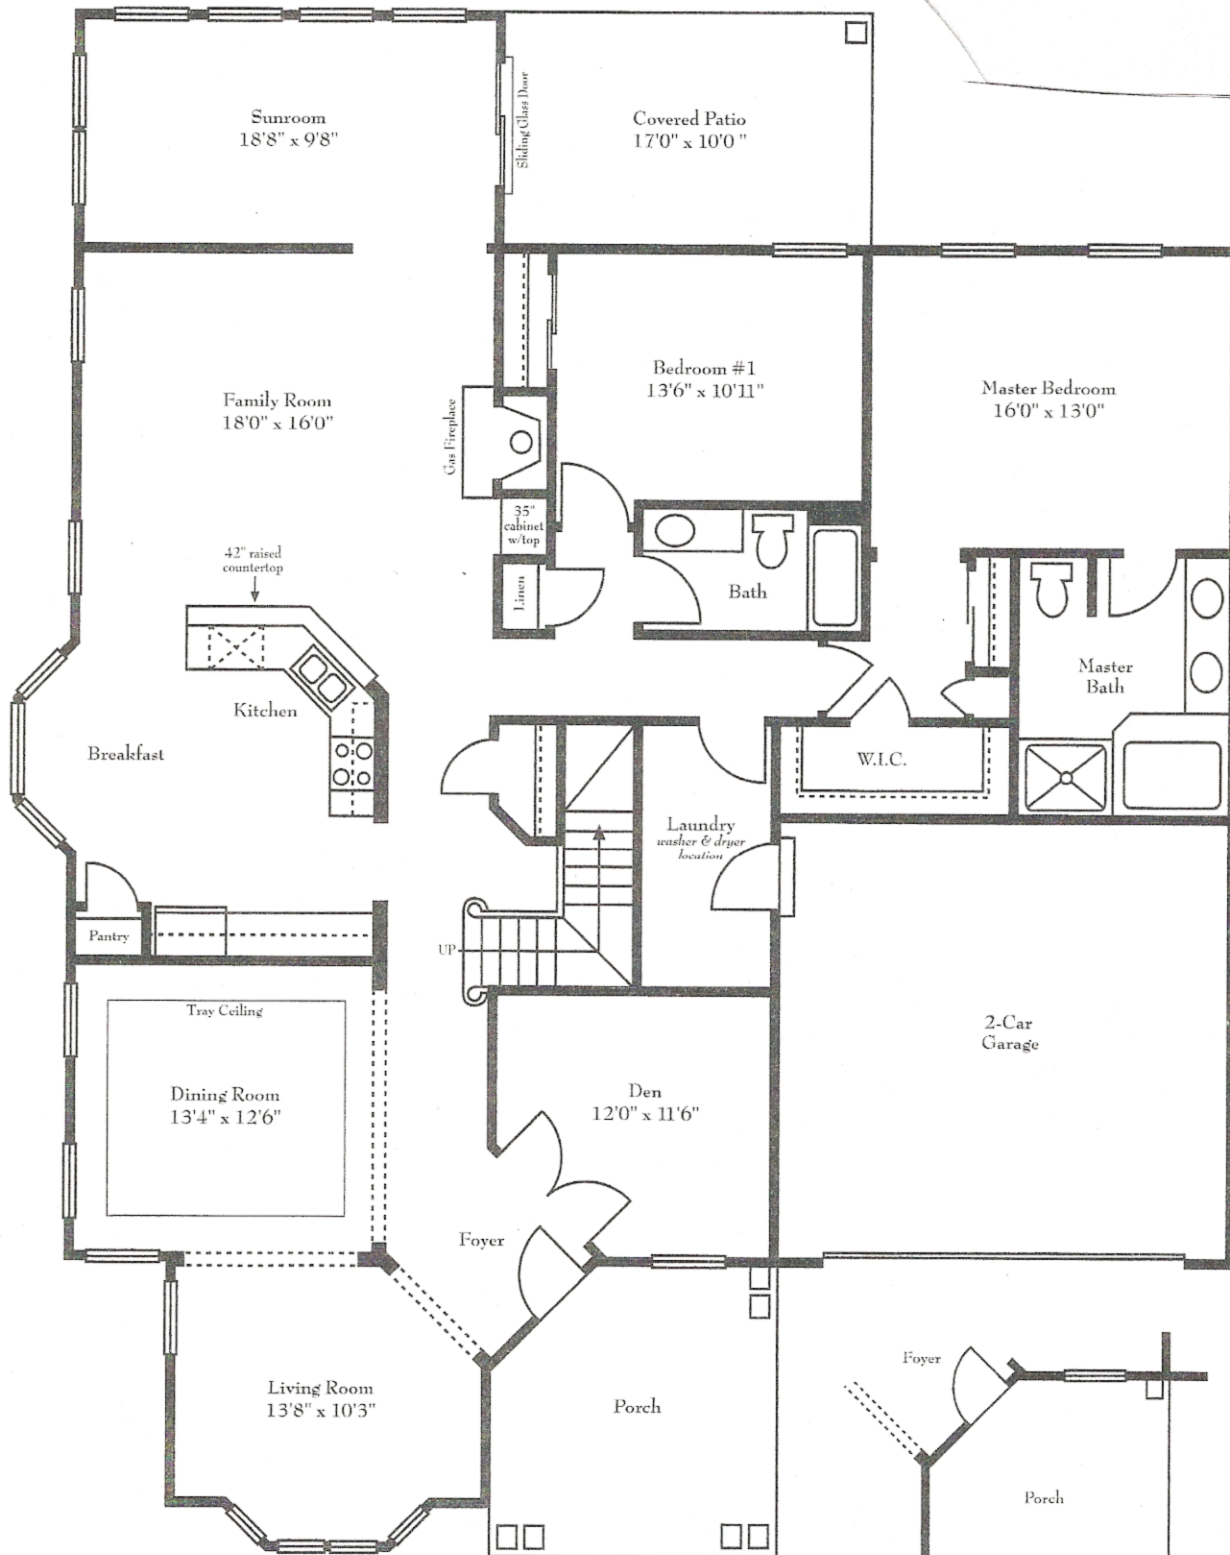 Sunroom
18'8" x 9'8"
Sliding Glass Door
Covered Patio
17'0" x 10'0 "
Family Room
18'0" x 16'0"
Gas Fireplace
Bedroom #1
13'6" x 10'11"
Master Bedroom
16'0" x 13'0"
35"
cabinet
w/top
42" raised
countertop
Linen
Bath
Master
Bath
Kitchen
Breakfast
W.I.C.
Laundry
washer & dryer
location
Pantry
UP
Tray Ceiling
Dining Room
13'4" x 12'6"
Den
12'0" x 11'6"
2-Car
Garage
Foyer
Living Room
13'8" x 10'3"
Porch
Foyer
Porch